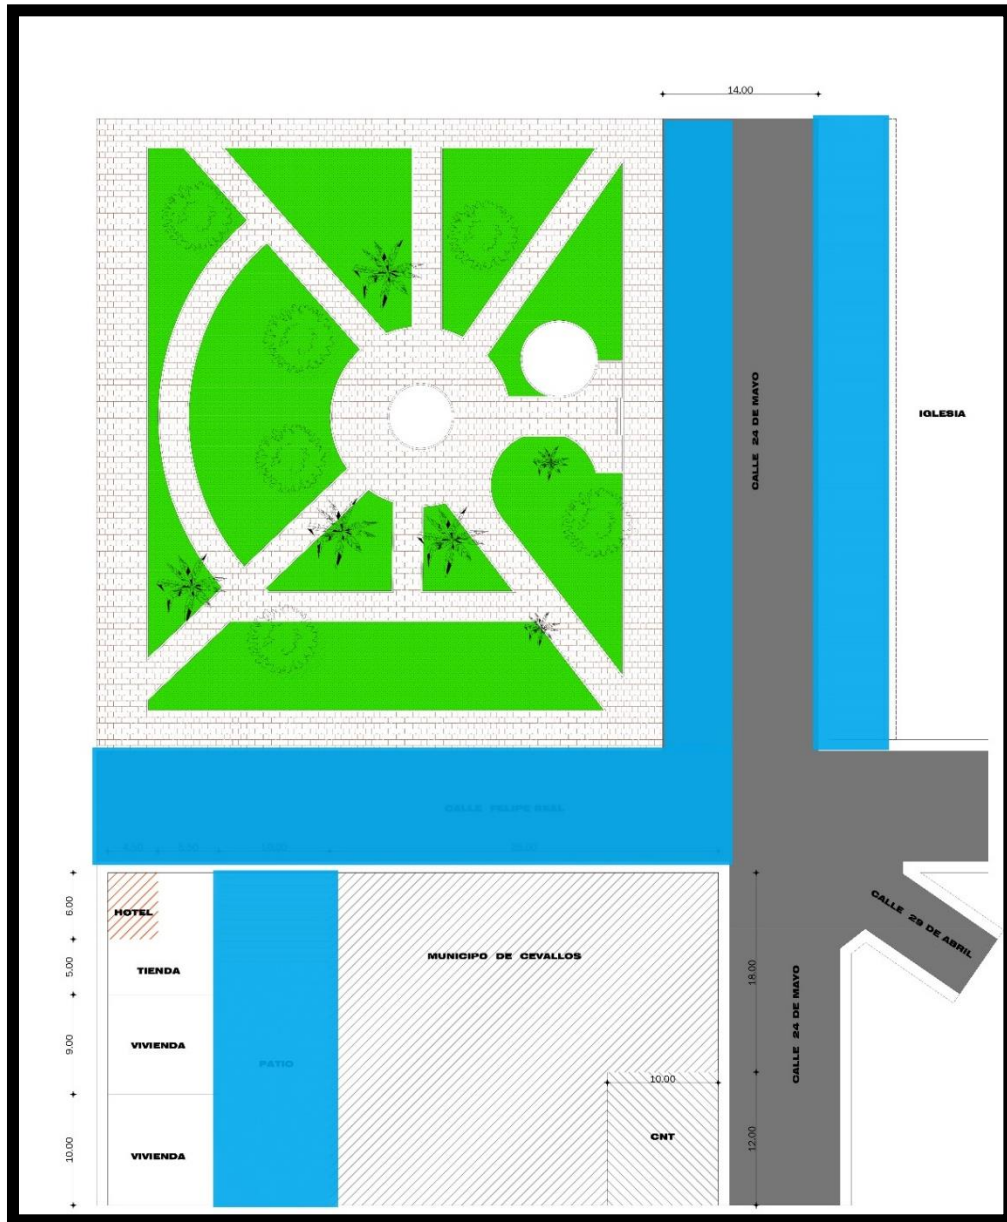 14.00
CALLE 24 DE MAYO
IGLESIA
CALLE FELIPE REAL
6.00
HOTEL
5.00
TIENDA
9.00
VIVIENDA
10.00
VIVIENDA
PATIO
MUNICIPO DE CEVALLOS
10.00
CNT
18.00
12.00
CALLE 24 DE MAYO
CALLE 29 DE ABRIL